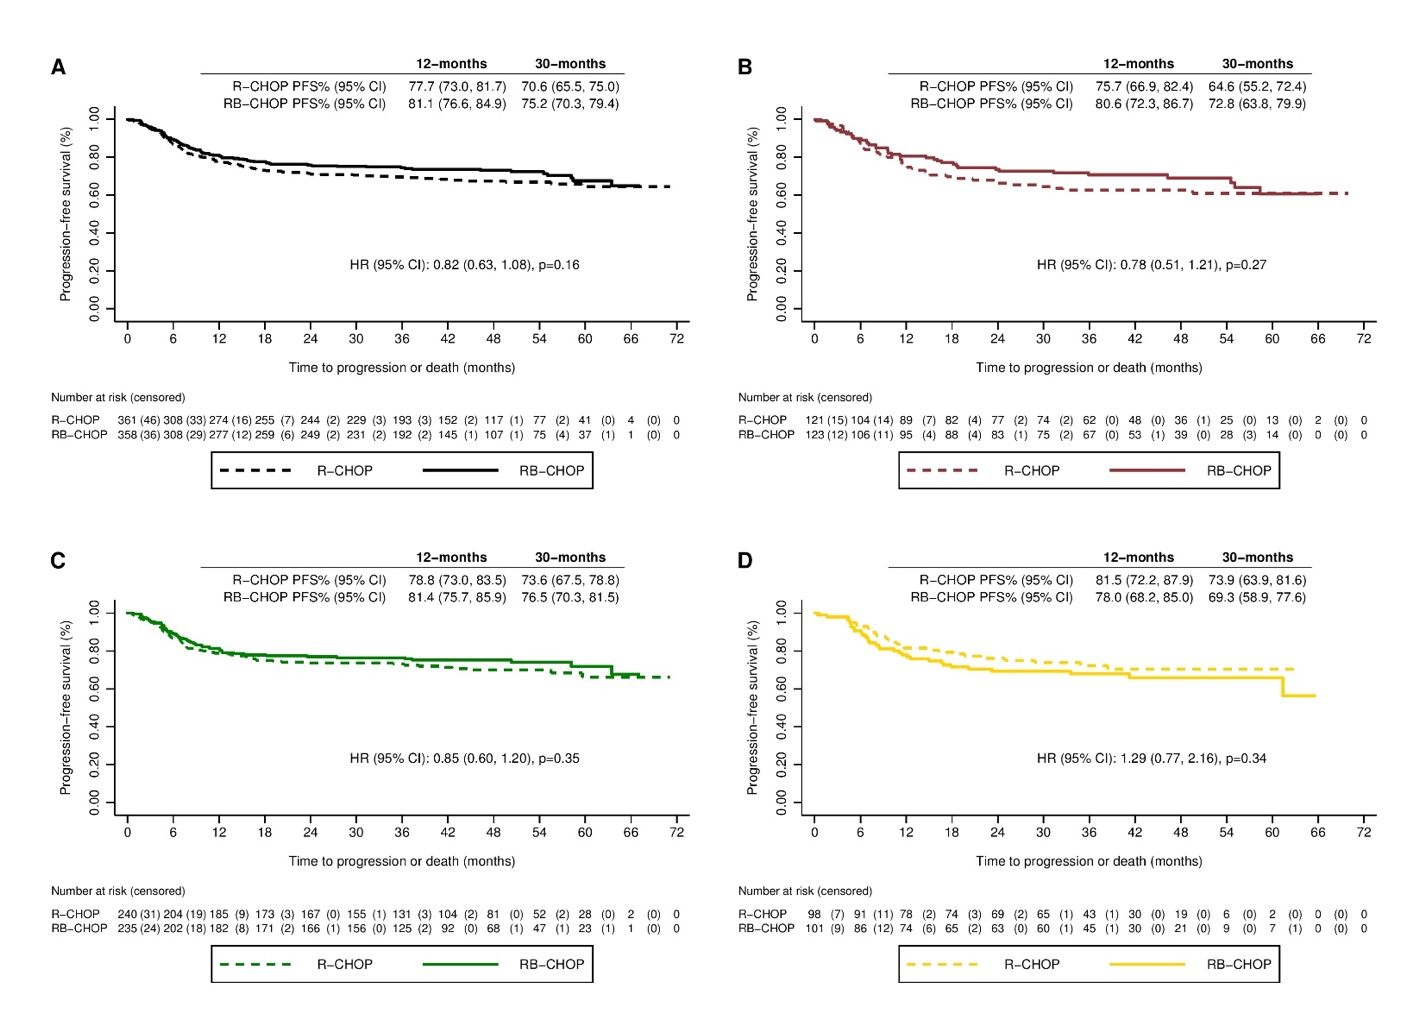 A
12−months 30−months
R−CHOP PFS% (95% CI) 77.7 (73.0, 81.7) 70.6 (65.5, 75.0)
RB−CHOP PFS% (95% CI) 81.1 (76.6, 84.9) 75.2 (70.3, 79.4)
Progression−free survival (%)
1.00
0.80
0.60
0.40
0.20
0.00
HR (95% CI): 0.82 (0.63, 1.08), p=0.16
0 6 12 18 24 30 36 42 48 54 60 66 72
Time to progression or death (months)
Number at risk (censored)
R−CHOP 361 (46) 308 (33) 274 (16) 255 (7) 244 (2) 229 (3) 193 (3) 152 (2) 117 (1) 77 (2) 41 (0) 4 (0) 0
RB−CHOP 358 (36) 308 (29) 277 (12) 259 (6) 249 (2) 231 (2) 192 (2) 145 (1) 107 (1) 75 (4) 37 (1) 1 (0) 0
R−CHOP RB−CHOP
B
12−months 30−months
R−CHOP PFS% (95% CI) 75.7 (66.9, 82.4) 64.6 (55.2, 72.4)
RB−CHOP PFS% (95% CI) 80.6 (72.3, 86.7) 72.8 (63.8, 79.9)
Progression−free survival (%)
1.00
0.80
0.60
0.40
0.20
0.00
HR (95% CI): 0.78 (0.51, 1.21), p=0.27
0 6 12 18 24 30 36 42 48 54 60 66 72
Time to progression or death (months)
Number at risk (censored)
R−CHOP 121 (15) 104 (14) 89 (7) 82 (4) 77 (2) 74 (2) 62 (0) 48 (0) 36 (1) 25 (0) 13 (0) 2 (0) 0
RB−CHOP 123 (12) 106 (11) 95 (4) 88 (4) 83 (1) 75 (2) 67 (0) 53 (1) 39 (0) 28 (3) 14 (0) 0 (0) 0
R−CHOP RB−CHOP
C
12−months 30−months
R−CHOP PFS% (95% CI) 78.8 (73.0, 83.5) 73.6 (67.5, 78.8)
RB−CHOP PFS% (95% CI) 81.4 (75.7, 85.9) 76.5 (70.3, 81.5)
Progression−free survival (%)
1.00
0.80
0.60
0.40
0.20
0.00
HR (95% CI): 0.85 (0.60, 1.20), p=0.35
0 6 12 18 24 30 36 42 48 54 60 66 72
Time to progression or death (months)
Number at risk (censored)
R−CHOP 240 (31) 204 (19) 185 (9) 173 (3) 167 (0) 155 (1) 131 (3) 104 (2) 81 (0) 52 (2) 28 (0) 2 (0) 0
RB−CHOP 235 (24) 202 (18) 182 (8) 171 (2) 166 (1) 156 (0) 125 (2) 92 (0) 68 (1) 47 (1) 23 (1) 1 (0) 0
R−CHOP RB−CHOP
D
12−months 30−months
R−CHOP PFS% (95% CI) 81.5 (72.2, 87.9) 73.9 (63.9, 81.6)
RB−CHOP PFS% (95% CI) 78.0 (68.2, 85.0) 69.3 (58.9, 77.6)
Progression−free survival (%)
1.00
0.80
0.60
0.40
0.20
0.00
HR (95% CI): 1.29 (0.77, 2.16), p=0.34
0 6 12 18 24 30 36 42 48 54 60 66 72
Time to progression or death (months)
Number at risk (censored)
R−CHOP 98 (7) 91 (11) 78 (2) 74 (3) 69 (2) 65 (1) 43 (1) 30 (0) 19 (0) 6 (0) 2 (0) 0 (0) 0
RB−CHOP 101 (9) 86 (12) 74 (6) 65 (2) 63 (0) 60 (1) 45 (1) 30 (0) 21 (0) 9 (0) 7 (1) 0 (0) 0
R−CHOP RB−CHOP